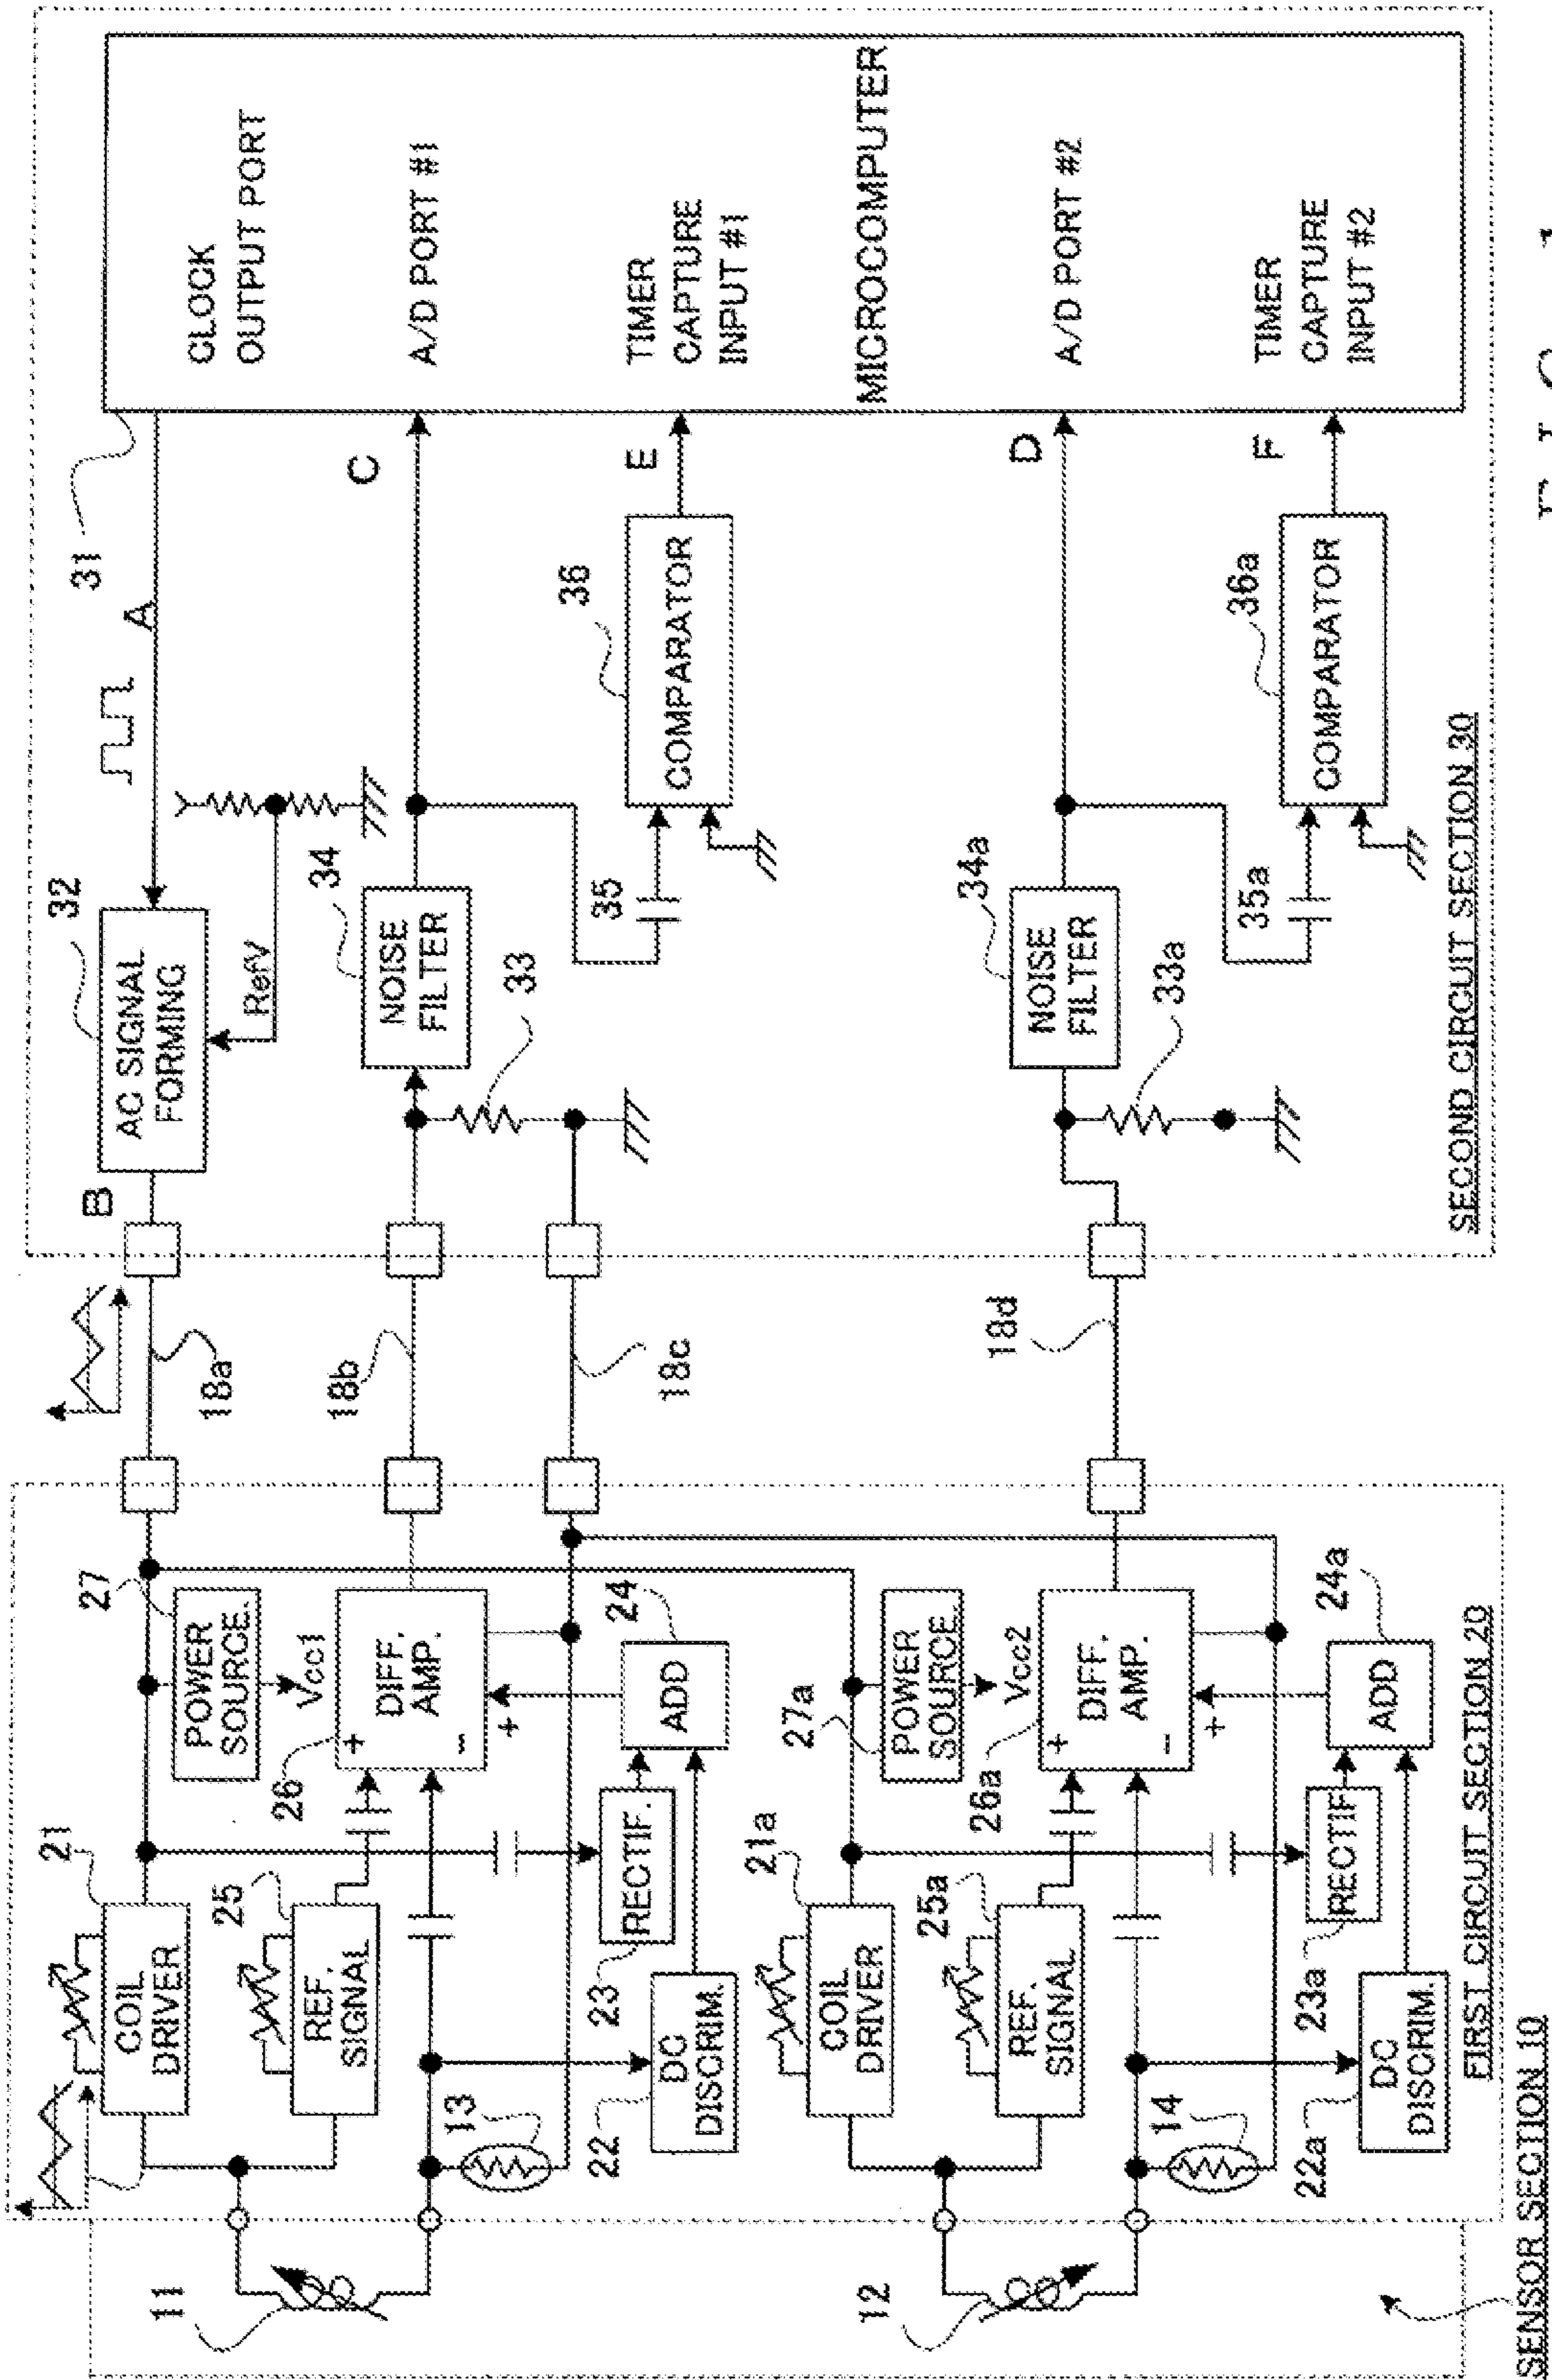 SENSOR SECTION 10
11
12
FIRST CIRCUIT SECTION 20
21
COIL
DRIVER
25
REF.
SIGNAL
13
22
DC
DISCRIM.
23
RECTIF.
24
ADD
26
+
-
DIFF.
AMP.
+
27
POWER
SOURCE.
Vcc1
21a
COIL
DRIVER
25a
REF.
SIGNAL
14
22a
DC
DISCRIM.
23a
RECTIF
24a
ADD
26a
+
-
DIFF.
AMP.
+
27a
POWER
SOURCE.
Vcc2
18a
18b
18c
18d
SECOND CIRCUIT SECTION 30
B
32
AC SIGNAL
FORMING
RefV
A
31
34
NOISE
FILTER
33
C
35
36
COMPARATOR
E
34a
NOISE
FILTER
33a
D
35a
36a
COMPARATOR
F
CLOCK
OUTPUT PORT
A/D PORT #1
TIMER
CAPTURE
INPUT #1
MICROCOMPUTER
A/D PORT #2
TIMER
CAPTURE
INPUT #2